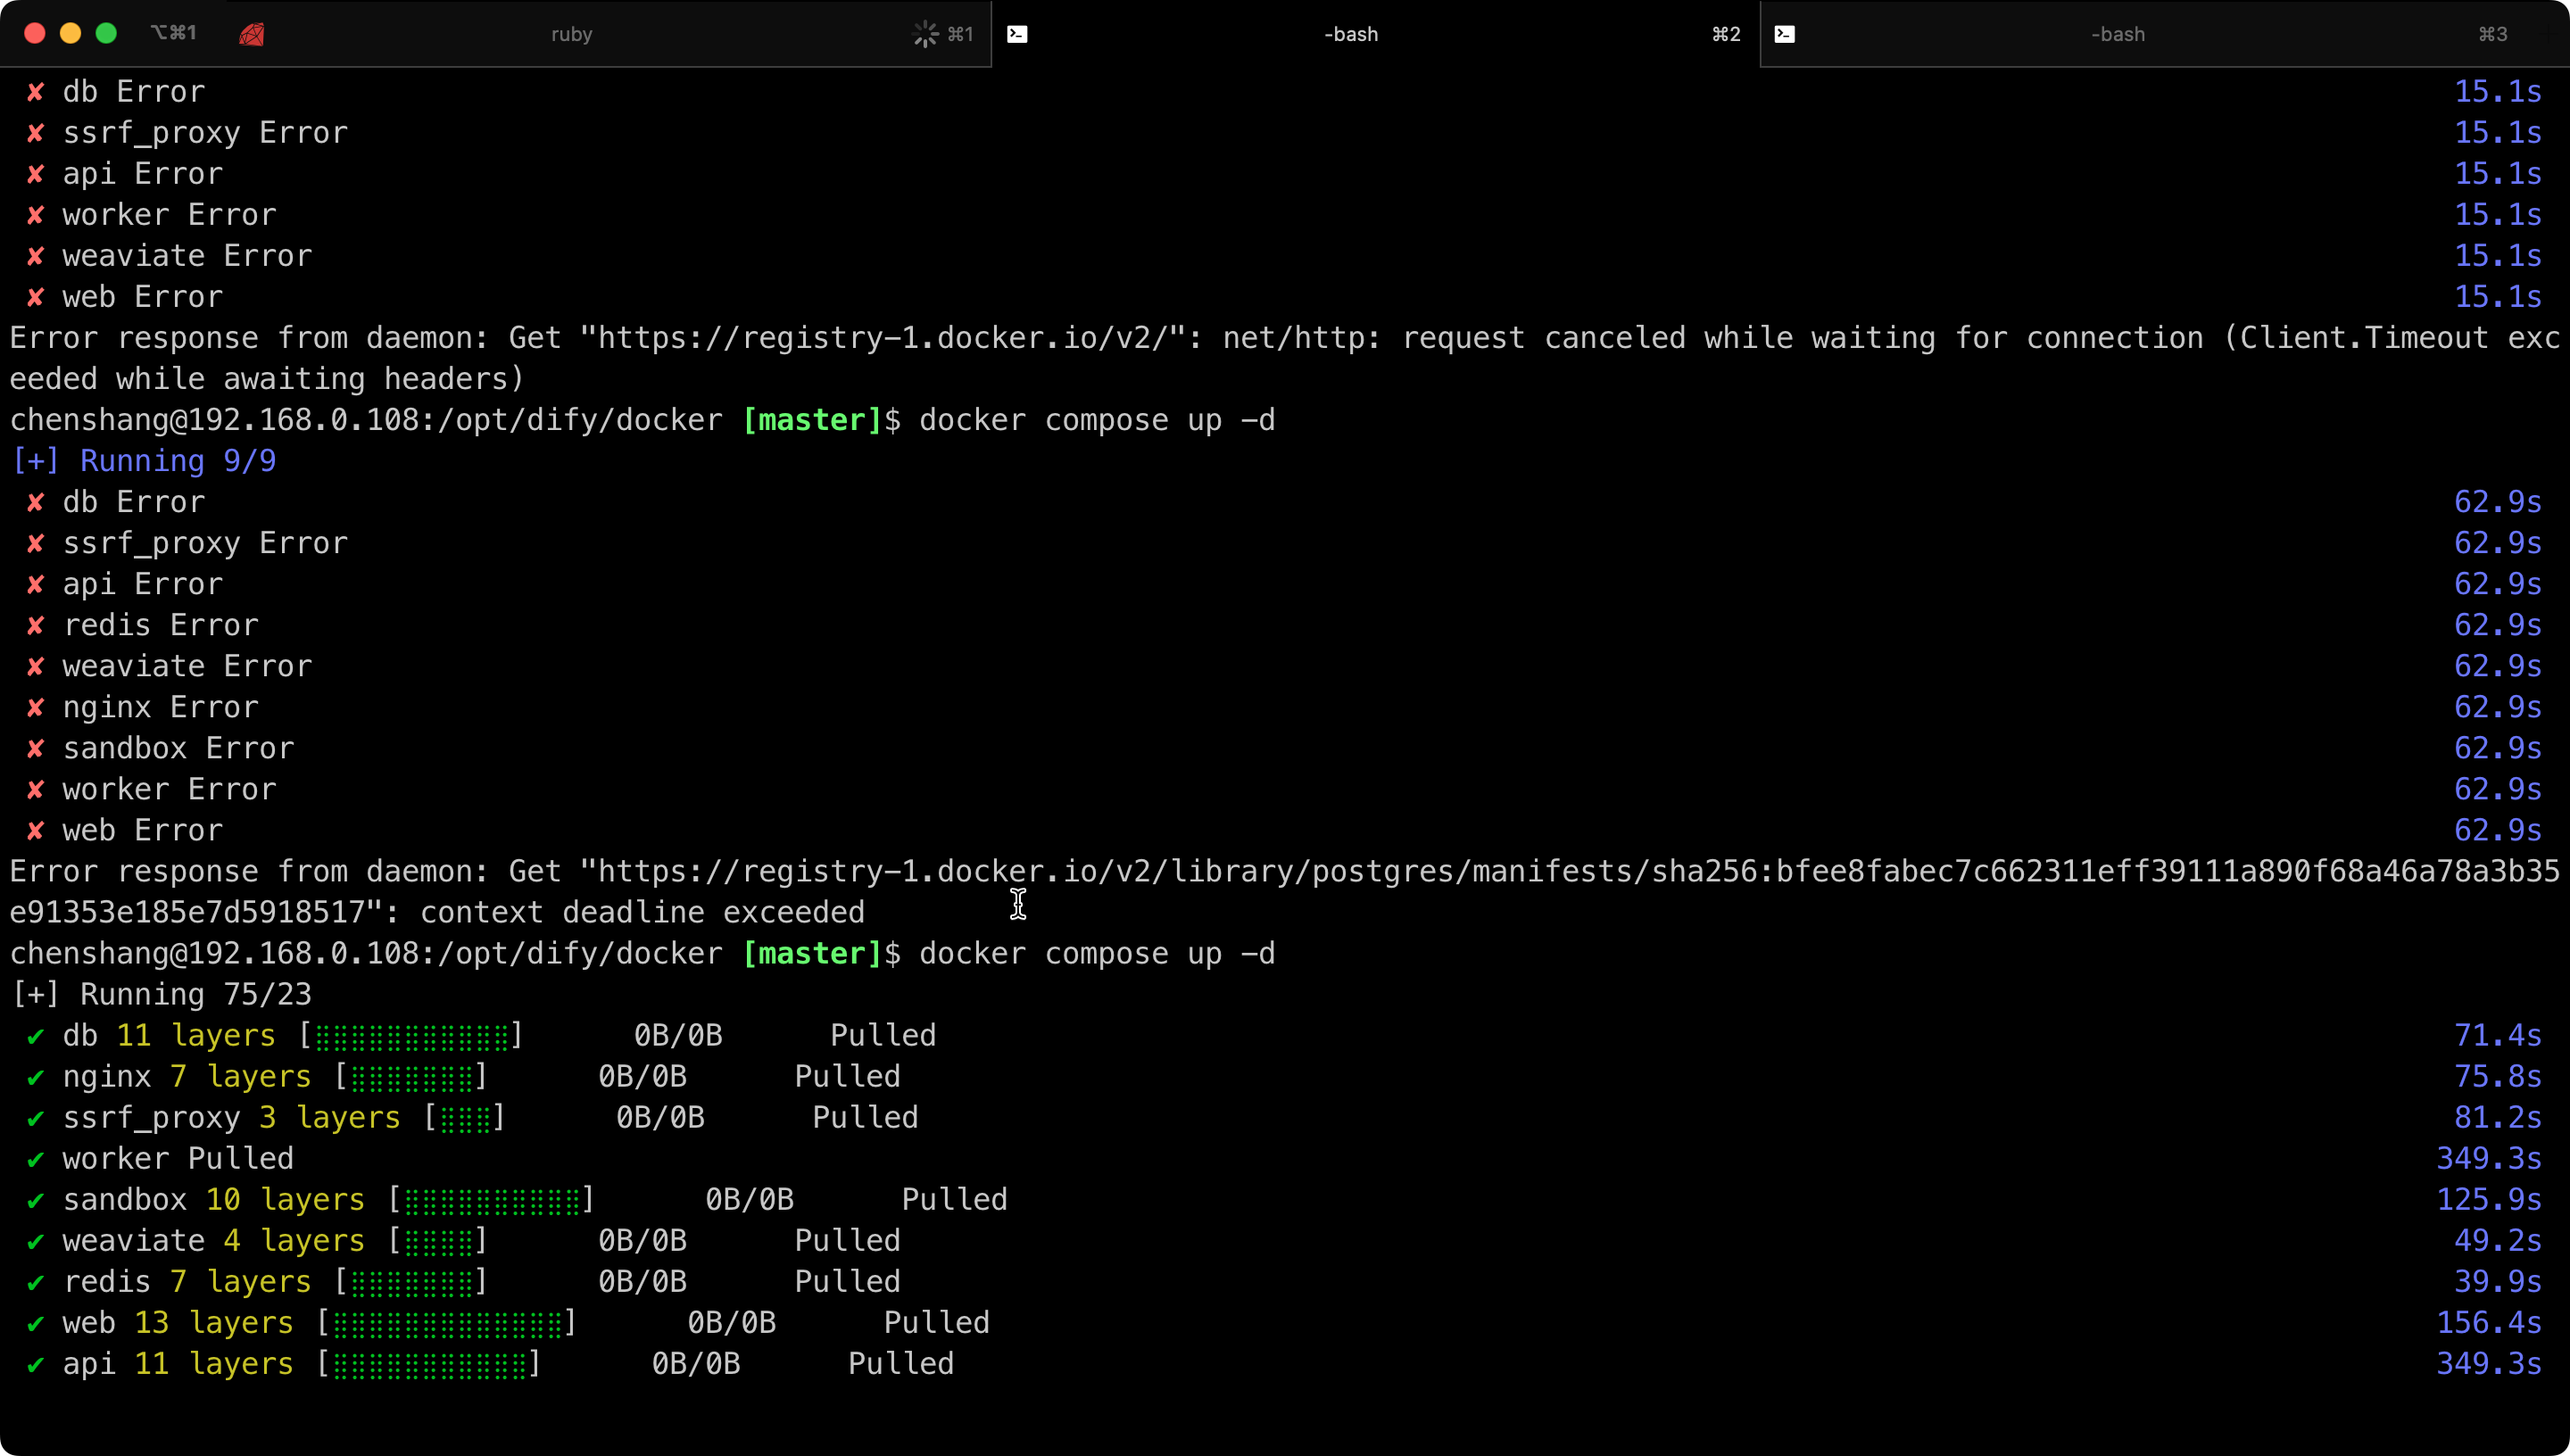 ⌥⌘1 ruby ⌘1 -bash ⌘2 -bash ⌘3
✘ db Error 15.1s
✘ ssrf_proxy Error 15.1s
✘ api Error 15.1s
✘ worker Error 15.1s
✘ weaviate Error 15.1s
✘ web Error 15.1s
Error response from daemon: Get "https://registry-1.docker.io/v2/": net/http: request canceled while waiting for connection (Client.Timeout exc
eeded while awaiting headers)
chenshang@192.168.0.108:/opt/dify/docker [master]$ docker compose up -d
[+] Running 9/9
✘ db Error 62.9s
✘ ssrf_proxy Error 62.9s
✘ api Error 62.9s
✘ redis Error 62.9s
✘ weaviate Error 62.9s
✘ nginx Error 62.9s
✘ sandbox Error 62.9s
✘ worker Error 62.9s
✘ web Error 62.9s
Error response from daemon: Get "https://registry-1.docker.io/v2/library/postgres/manifests/sha256:bfee8fabec7c662311eff39111a890f68a46a78a3b35
e91353e185e7d5918517": context deadline exceeded
chenshang@192.168.0.108:/opt/dify/docker [master]$ docker compose up -d
[+] Running 75/23
✔ db 11 layers [⣿⣿⣿⣿⣿⣿⣿⣿⣿⣿⣿] 0B/0B Pulled 71.4s
✔ nginx 7 layers [⣿⣿⣿⣿⣿⣿⣿] 0B/0B Pulled 75.8s
✔ ssrf_proxy 3 layers [⣿⣿⣿] 0B/0B Pulled 81.2s
✔ worker Pulled 349.3s
✔ sandbox 10 layers [⣿⣿⣿⣿⣿⣿⣿⣿⣿⣿] 0B/0B Pulled 125.9s
✔ weaviate 4 layers [⣿⣿⣿⣿] 0B/0B Pulled 49.2s
✔ redis 7 layers [⣿⣿⣿⣿⣿⣿⣿] 0B/0B Pulled 39.9s
✔ web 13 layers [⣿⣿⣿⣿⣿⣿⣿⣿⣿⣿⣿⣿⣿] 0B/0B Pulled 156.4s
✔ api 11 layers [⣿⣿⣿⣿⣿⣿⣿⣿⣿⣿⣿] 0B/0B Pulled 349.3s